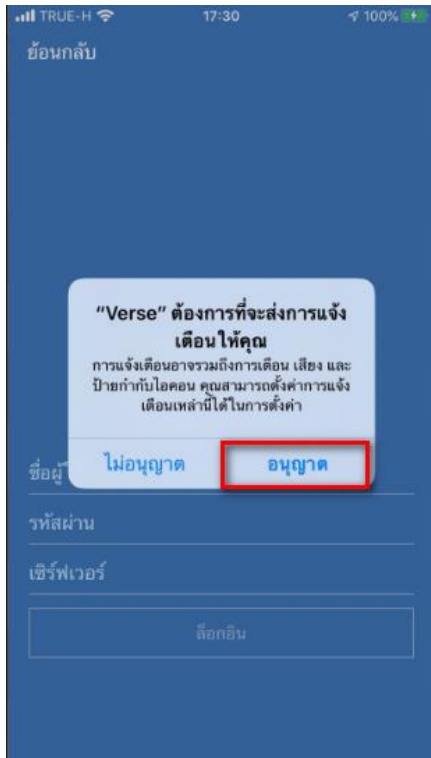 TRUE-H 17:30 100%
ย้อนกลับ
“Verse” ต้องการที่จะส่งการแจ้ง
เตือนให้คุณ
การแจ้งเตือนอาจรวมถึงการเตือน เสียง และ
ป้ายกำกับไอคอน คุณสามารถตั้งค่าการแจ้ง
เตือนเหล่านี้ได้ในการตั้งค่า
ไม่อนุญาต อนุญาต
ชื่อผู้
รหัสผ่าน
เซิร์ฟเวอร์
ล็อกอิน